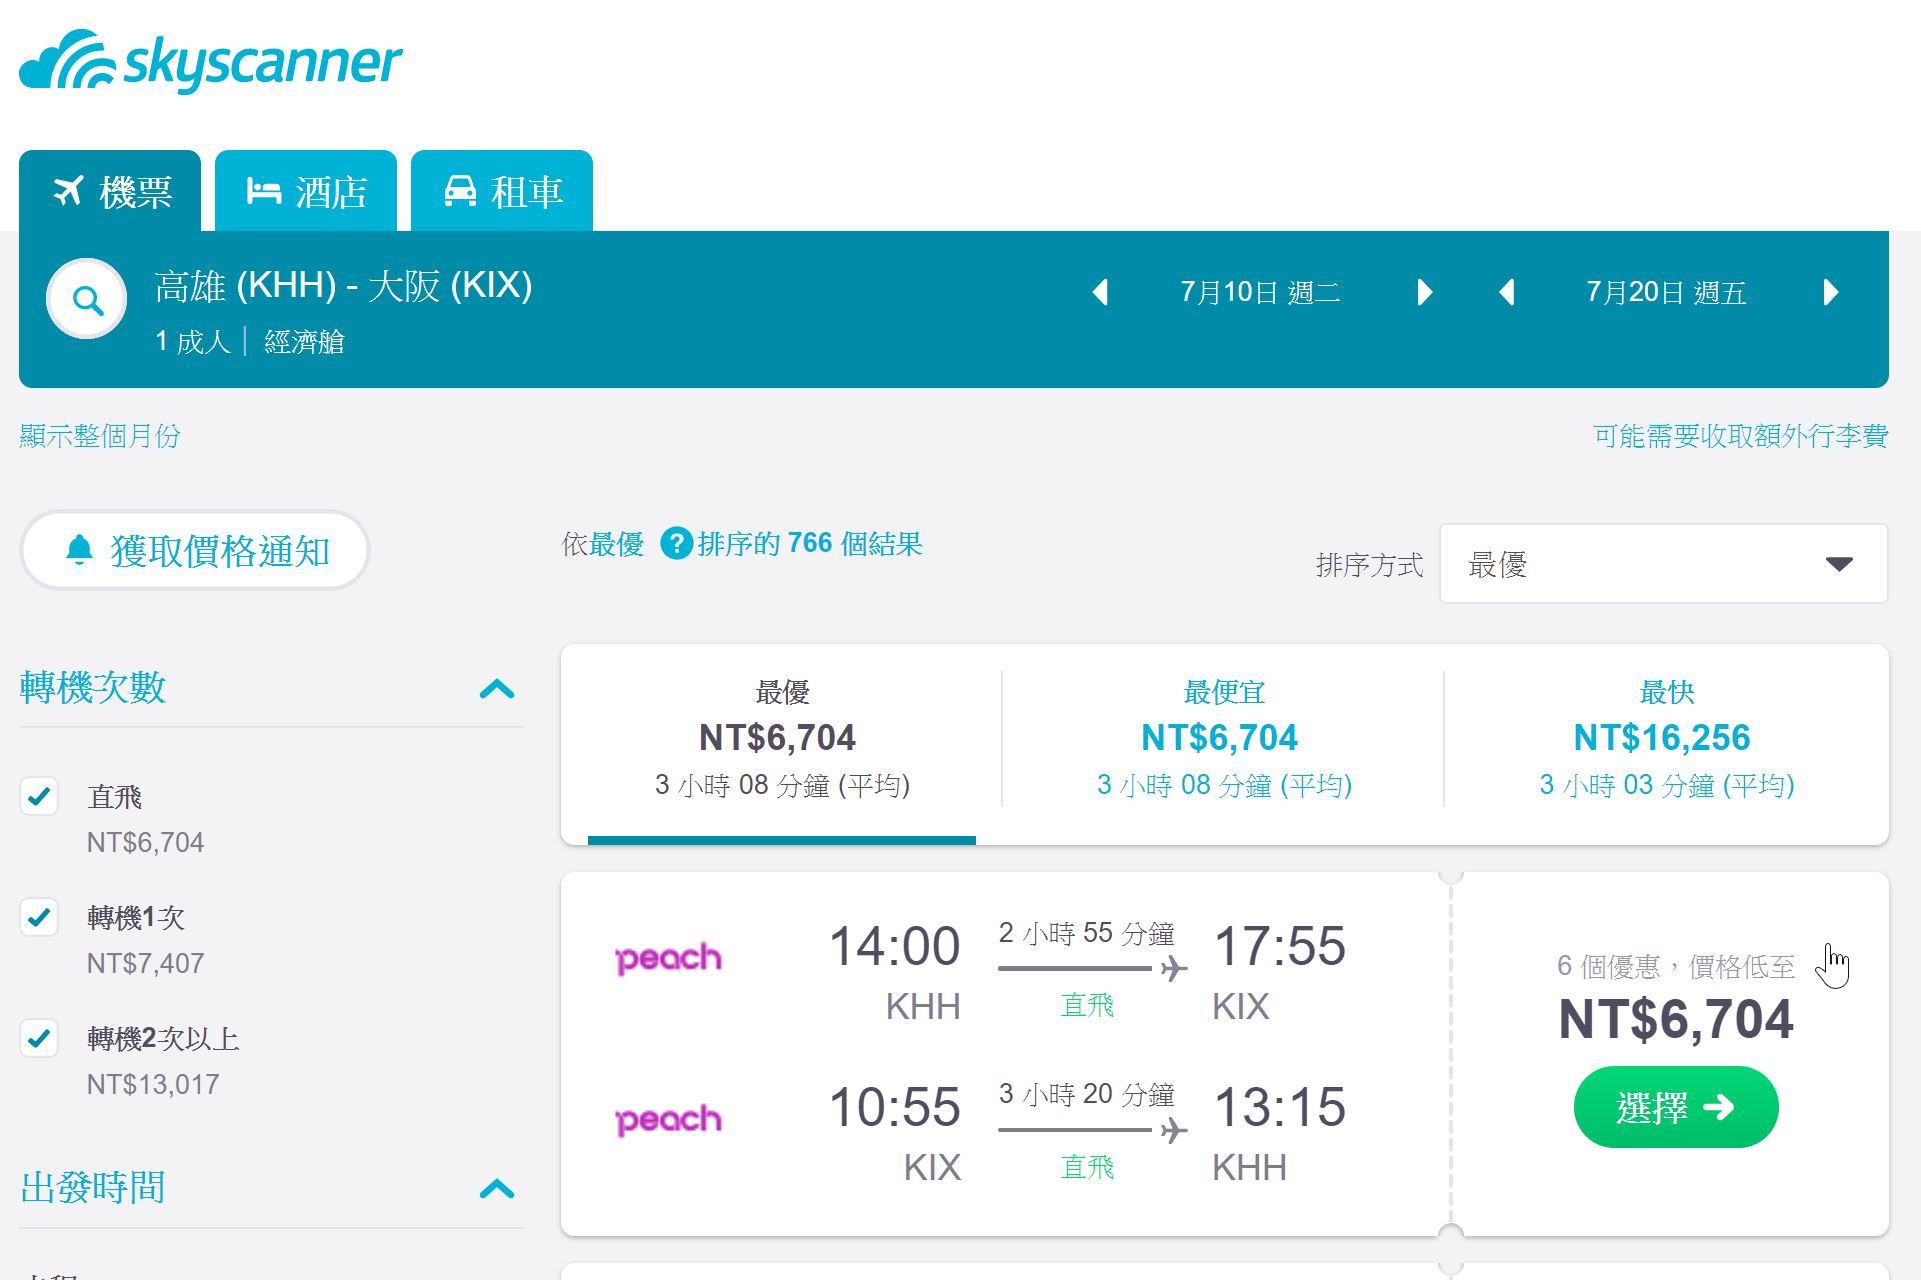 skyscanner
機票
酒店
租車
高雄 (KHH) - 大阪 (KIX)
1 成人 | 經濟艙
7月10日 週二
7月20日 週五
顯示整個月份
可能需要收取額外行李費
獲取價格通知
依最優 ? 排序的 766 個結果
排序方式
最優
轉機次數
直飛
NT$6,704
轉機1次
NT$7,407
轉機2次以上
NT$13,017
出發時間
最優
NT$6,704
3 小時 08 分鐘 (平均)
最便宜
NT$6,704
3 小時 08 分鐘 (平均)
最快
NT$16,256
3 小時 03 分鐘 (平均)
peach
14:00
KHH
2 小時 55 分鐘
直飛
17:55
KIX
peach
10:55
KIX
3 小時 20 分鐘
直飛
13:15
KHH
6 個優惠，價格低至
NT$6,704
選擇